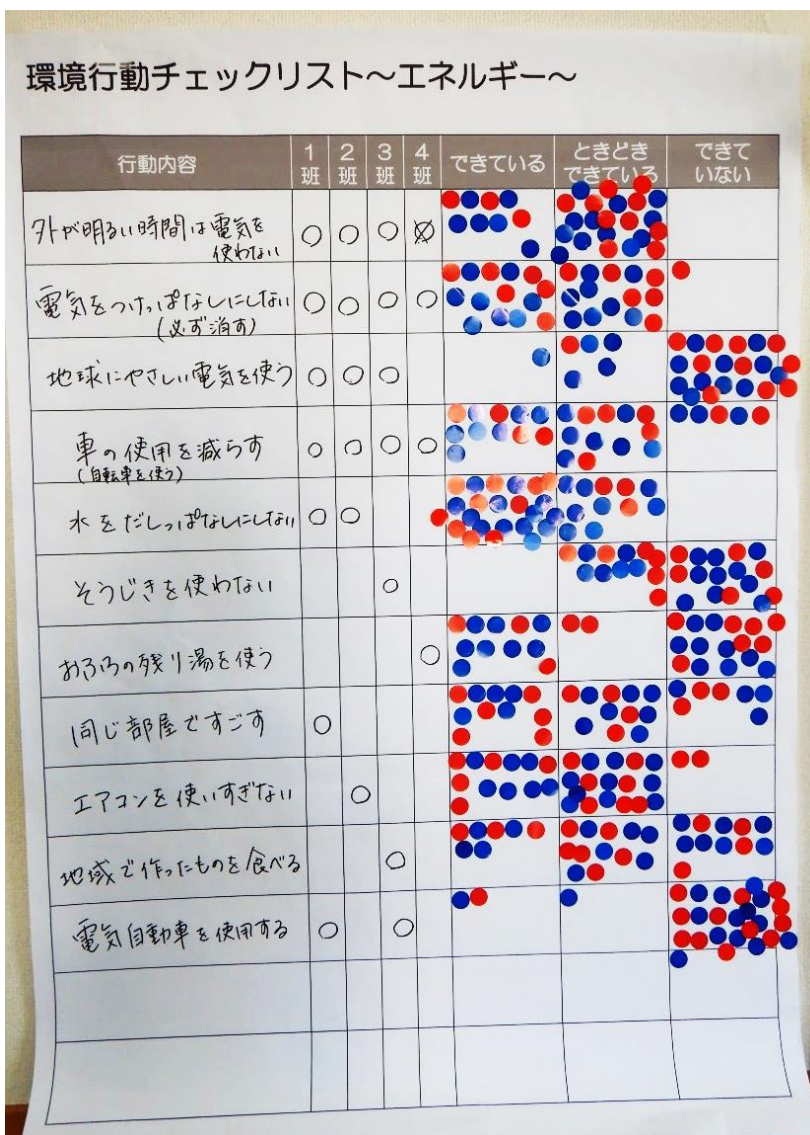 環境行動チェックリスト～エネルギー～
行動内容 1班 2班 3班 4班 できている ときどきできている できていない
外が明るい時間は電気を ○ ○ ○ ⦻
使わない
電気をつけっぱなしにしない ○ ○ ○ ○
(必ず消す)
地球にやさしい電気を使う ○ ○ ○
車の使用を減らす ○ ○ ○ ○
(自転車を使う)
水をだしっぱなしにしない ○ ○
そうじきを使わない ○
おふろの残り湯を使う ○
同じ部屋ですごす ○
エアコンを使いすぎない ○
地域で作ったものを食べる ○
電気自動車を使用する ○ ○